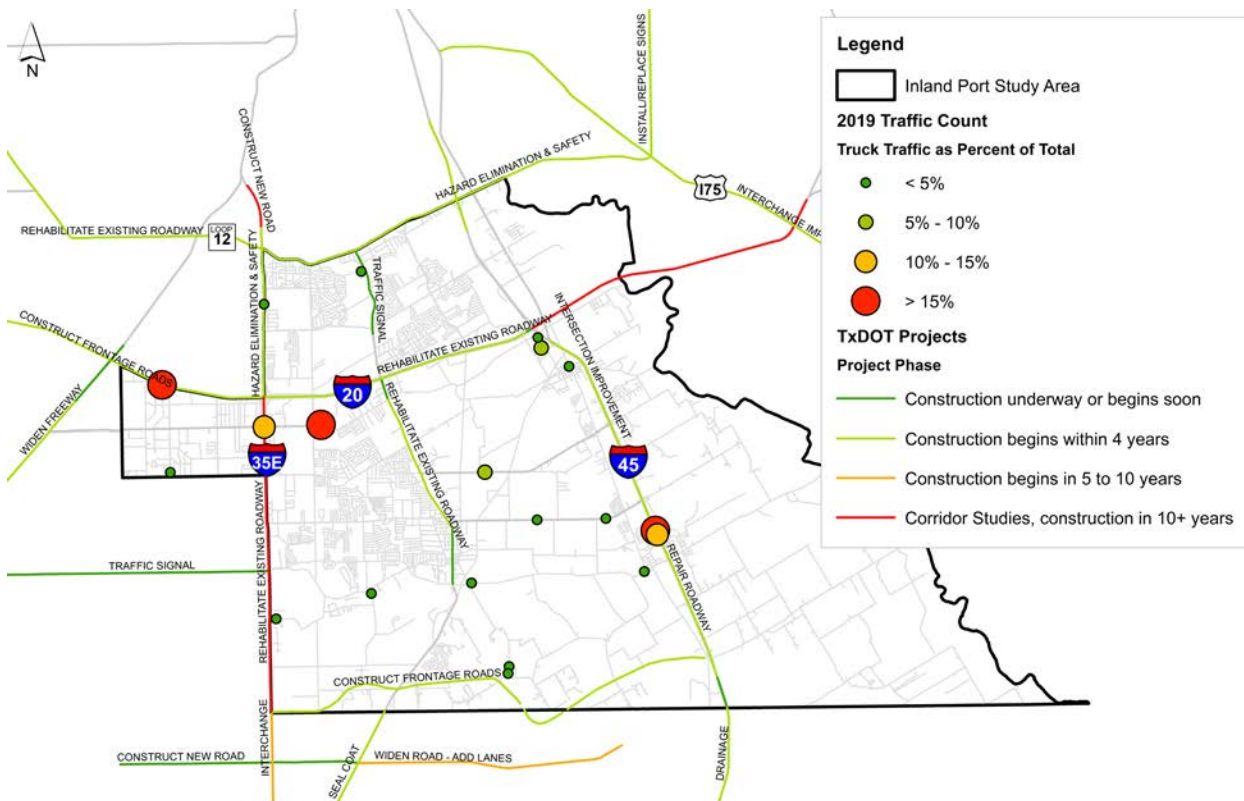 N
CONSTRUCT NEW ROAD
INSTALL/REPLACE SIGNS
HAZARD ELIMINATION & SAFETY
I75
INTERCHANGE IMP
REHABILITATE EXISTING ROADWAY
LOOP
12
HAZARD ELIMINATION & SAFETY
TRAFFIC SIGNAL
INTERSECTION IMPROVEMENT
CONSTRUCT FRONTAGE ROADS
REHABILITATE EXISTING ROADWAY
20
WIDEN FREEWAY
REHABILITATE EXISTING ROADWAY
35E
45
REHABILITATE EXISTING ROADWAY
TRAFFIC SIGNAL
REPAIR ROADWAY
CONSTRUCT FRONTAGE ROADS
INTERCHANGE
CONSTRUCT NEW ROAD
SEAL COAT
WIDEN ROAD - ADD LANES
DRAINAGE
Legend
Inland Port Study Area
2019 Traffic Count
Truck Traffic as Percent of Total
< 5%
5% - 10%
10% - 15%
> 15%
TxDOT Projects
Project Phase
Construction underway or begins soon
Construction begins within 4 years
Construction begins in 5 to 10 years
Corridor Studies, construction in 10+ years